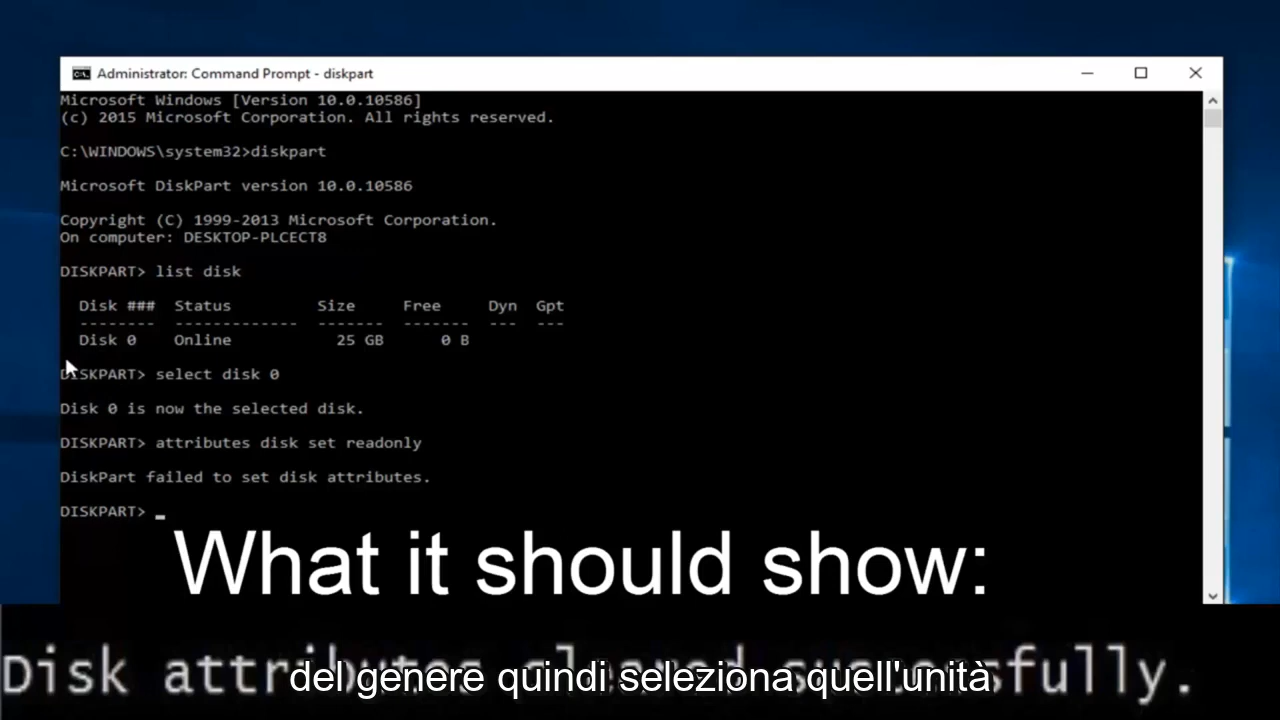 Administrator: Command Prompt - diskpart
Microsoft Windows [Version 10.0.10586]
(c) 2015 Microsoft Corporation. All rights reserved.
C:\WINDOWS\system32>diskpart
Microsoft DiskPart version 10.0.10586
Copyright (C) 1999-2013 Microsoft Corporation.
On computer: DESKTOP-PLCECT8
DISKPART> list disk
Disk ### Status Size Free Dyn Gpt
-------- ------------- ------- ------- --- ---
Disk 0 Online 25 GB 0 B
DISKPART> select disk 0
Disk 0 is now the selected disk.
DISKPART> attributes disk set readonly
DiskPart failed to set disk attributes.
DISKPART> _
What it should show:
Disk attributes cleared successfully.
del genere quindi seleziona quell'unità